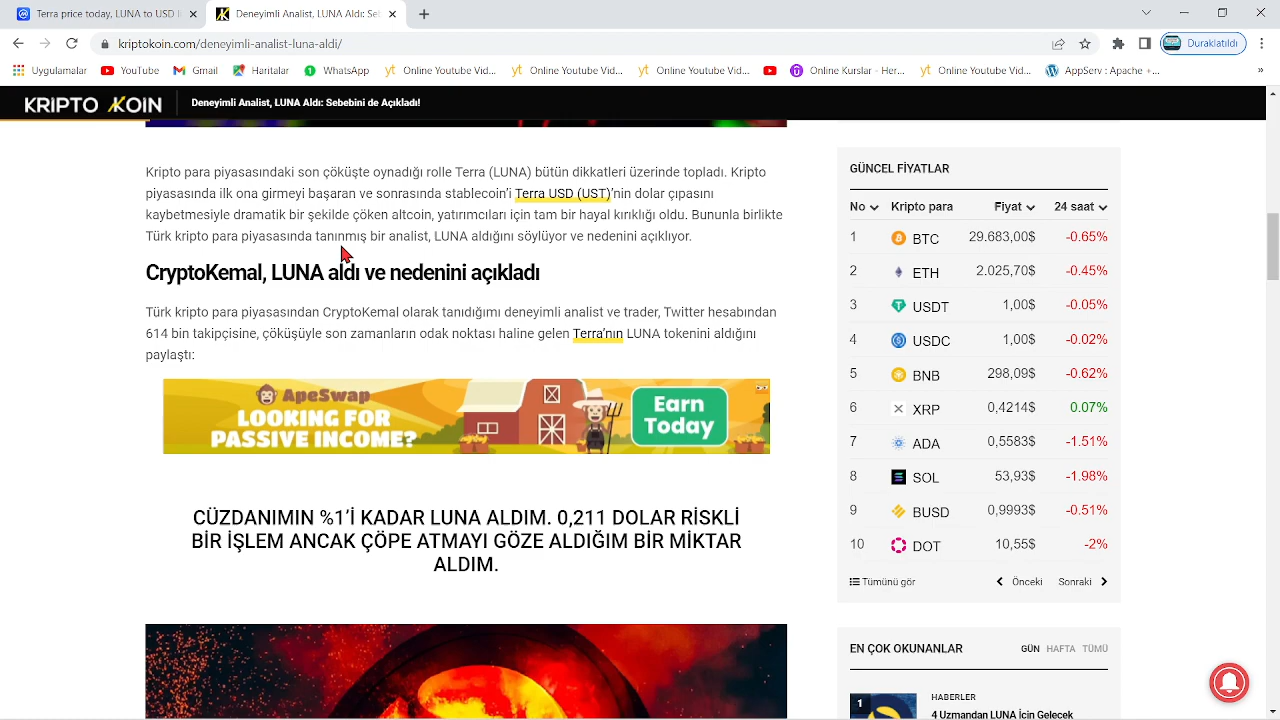 Terra price today, LUNA to USD l
Deneyimli Analist, LUNA Aldı: Seb
kriptokoin.com/deneyimli-analist-luna-aldi/
Duraklatıldı
Uygulamalar
YouTube
Gmail
Haritalar
WhatsApp
Online Youtube Vid...
Online Youtube Vid...
Online Youtube Vid...
Online Kurslar - Her...
Online Youtube Vid...
AppServ : Apache +...
KRIPTO KOIN
Deneyimli Analist, LUNA Aldı: Sebebini de Açıkladı!
Kripto para piyasasındaki son çöküşte oynadığı rolle Terra (LUNA) bütün dikkatleri üzerinde topladı. Kripto
piyasasında ilk ona girmeyi başaran ve sonrasında stablecoin'i Terra USD (UST)'nin dolar çıpasını
kaybetmesiyle dramatik bir şekilde çöken altcoin, yatırımcıları için tam bir hayal kırıklığı oldu. Bununla birlikte
Türk kripto para piyasasında tanınmış bir analist, LUNA aldığını söylüyor ve nedenini açıklıyor.
CryptoKemal, LUNA aldı ve nedenini açıkladı
Türk kripto para piyasasından CryptoKemal olarak tanıdığımı deneyimli analist ve trader, Twitter hesabından
614 bin takipçisine, çöküsüyle son zamanların odak noktası haline gelen Terra'nın LUNA tokenini aldığını
paylaştı:
ApeSwap
LOOKING FOR
PASSIVE INCOME?
Earn
Today
CÜZDANIMIN %1'İ KADAR LUNA ALDIM. 0,211 DOLAR RİSKLİ
BİR İŞLEM ANCAK ÇÖPE ATMAYI GÖZE ALDIĞIM BİR MİKTAR
ALDIM.
GÜNCEL FİYATLAR
No Kripto para Fiyat 24 saat
1 BTC 29.683,00$ -0.65%
2 ETH 2.025,70$ -0.45%
3 USDT 1,00$ -0.05%
4 USDC 1,00$ -0.02%
5 BNB 298,09$ -0.62%
6 XRP 0,4214$ 0.07%
7 ADA 0,5583$ -1.51%
8 SOL 53,93$ -1.98%
9 BUSD 0,9993$ -0.51%
10 DOT 10,55$ -2%
Tümünü gör Önceki Sonraki
EN ÇOK OKUNANLAR GÜN HAFTA TÜMÜ
1
HABERLER
4 Uzmandan LUNA İçin Gelecek